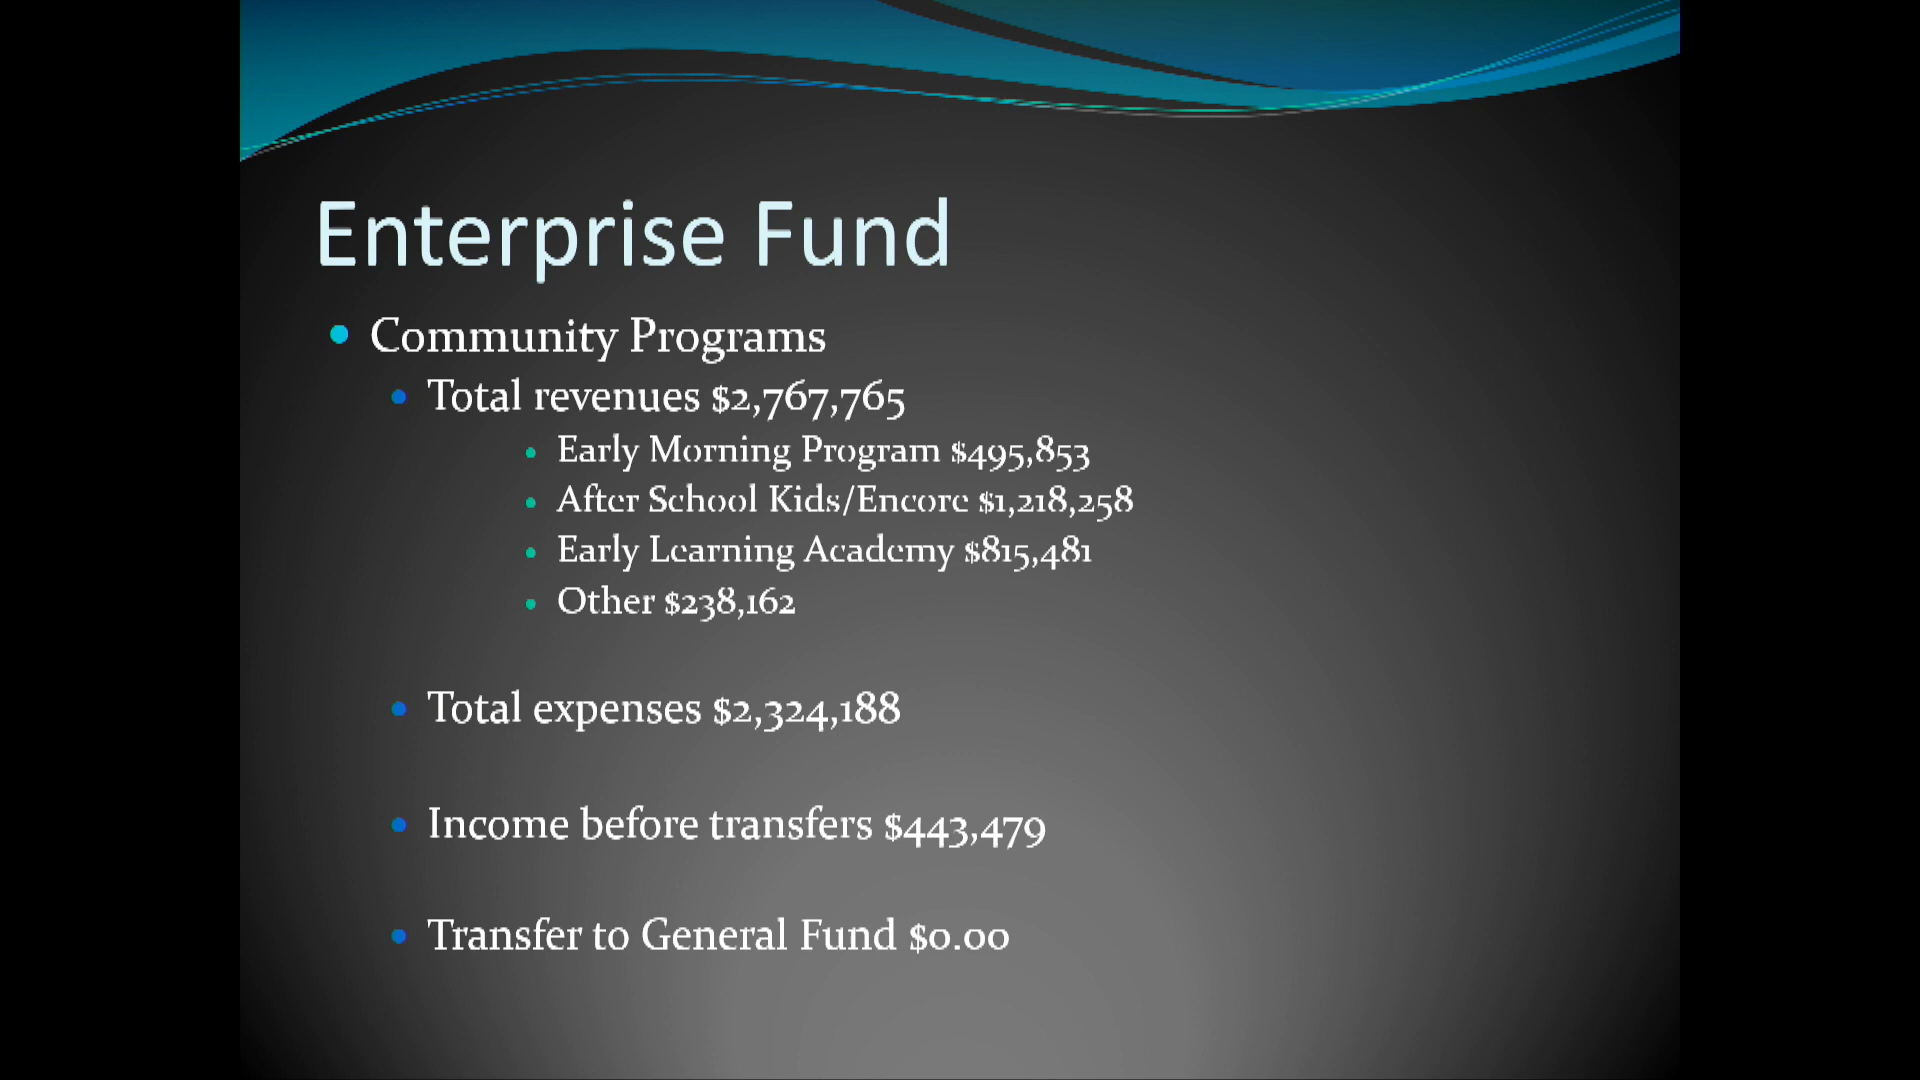 Enterprise Fund
Community Programs
Total revenues $2,767,765
Early Morning Program $495,853
After School Kids/Encore $1,218,258
Early Learning Academy $815,481
Other $238,162
Total expenses $2,324,188
Income before transfers $443,479
Transfer to General Fund $0.00